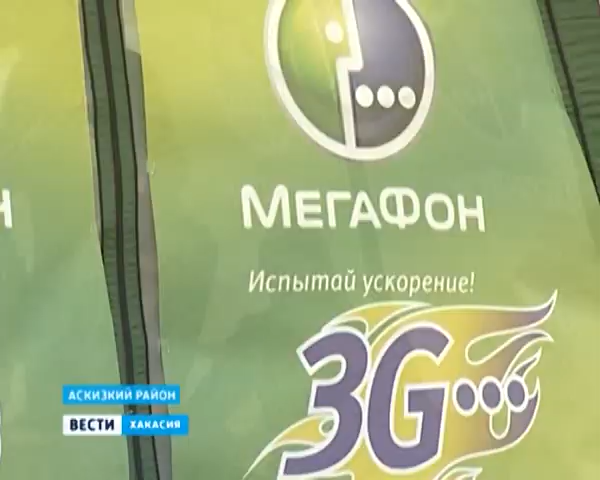 МЕГАФОН
Испытай ускорение!
3G
АСКИЗКИЙ РАЙОН
ВЕСТИ ХАКАСИЯ